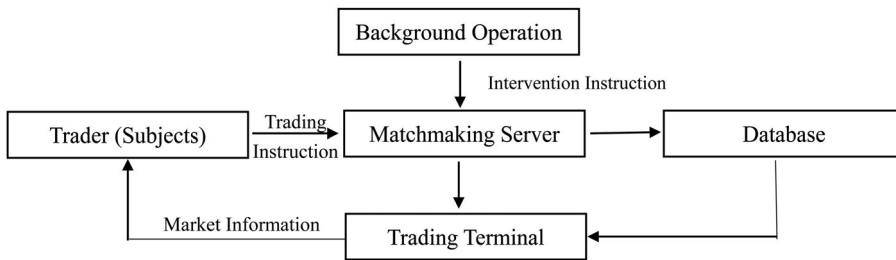 Background Operation
Intervention Instruction
Trader (Subjects)
Trading
Instruction
Matchmaking Server
Database
Market Information
Trading Terminal